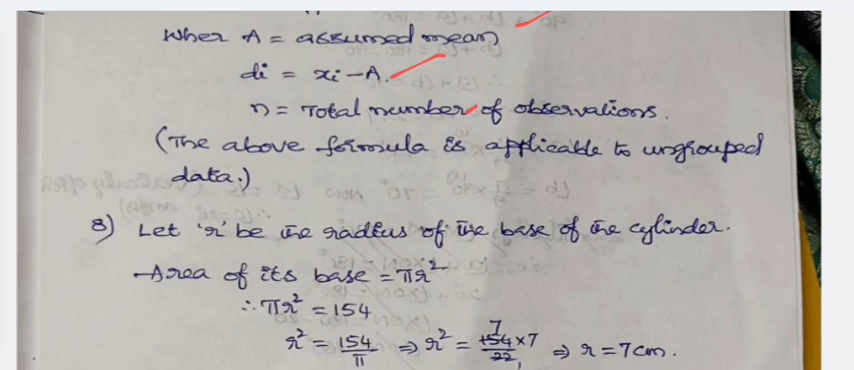 Wher A = assumed mean
di = xi - A.
n = Total number of observations.
(The above formula is applicable to ungrouped
data.)
8) Let 'r' be the radius of the base of the cylinder.
Area of its base = πr²
∴ πr² = 154
r² = 154/π ⇒ r² = 154×7/22 7 ⇒ r = 7cm.